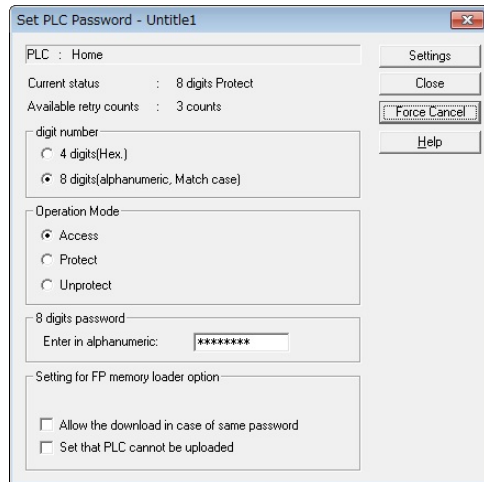 Set PLC Password - Untitle1
PLC : Home
Settings
Current status : 8 digits Protect
Close
Available retry counts : 3 counts
Force Cancel
digit number
Help
4 digits(Hex.)
8 digits(alphanumeric, Match case)
Operation Mode
Access
Protect
Unprotect
8 digits password
Enter in alphanumeric: ********
Setting for FP memory loader option
Allow the download in case of same password
Set that PLC cannot be uploaded